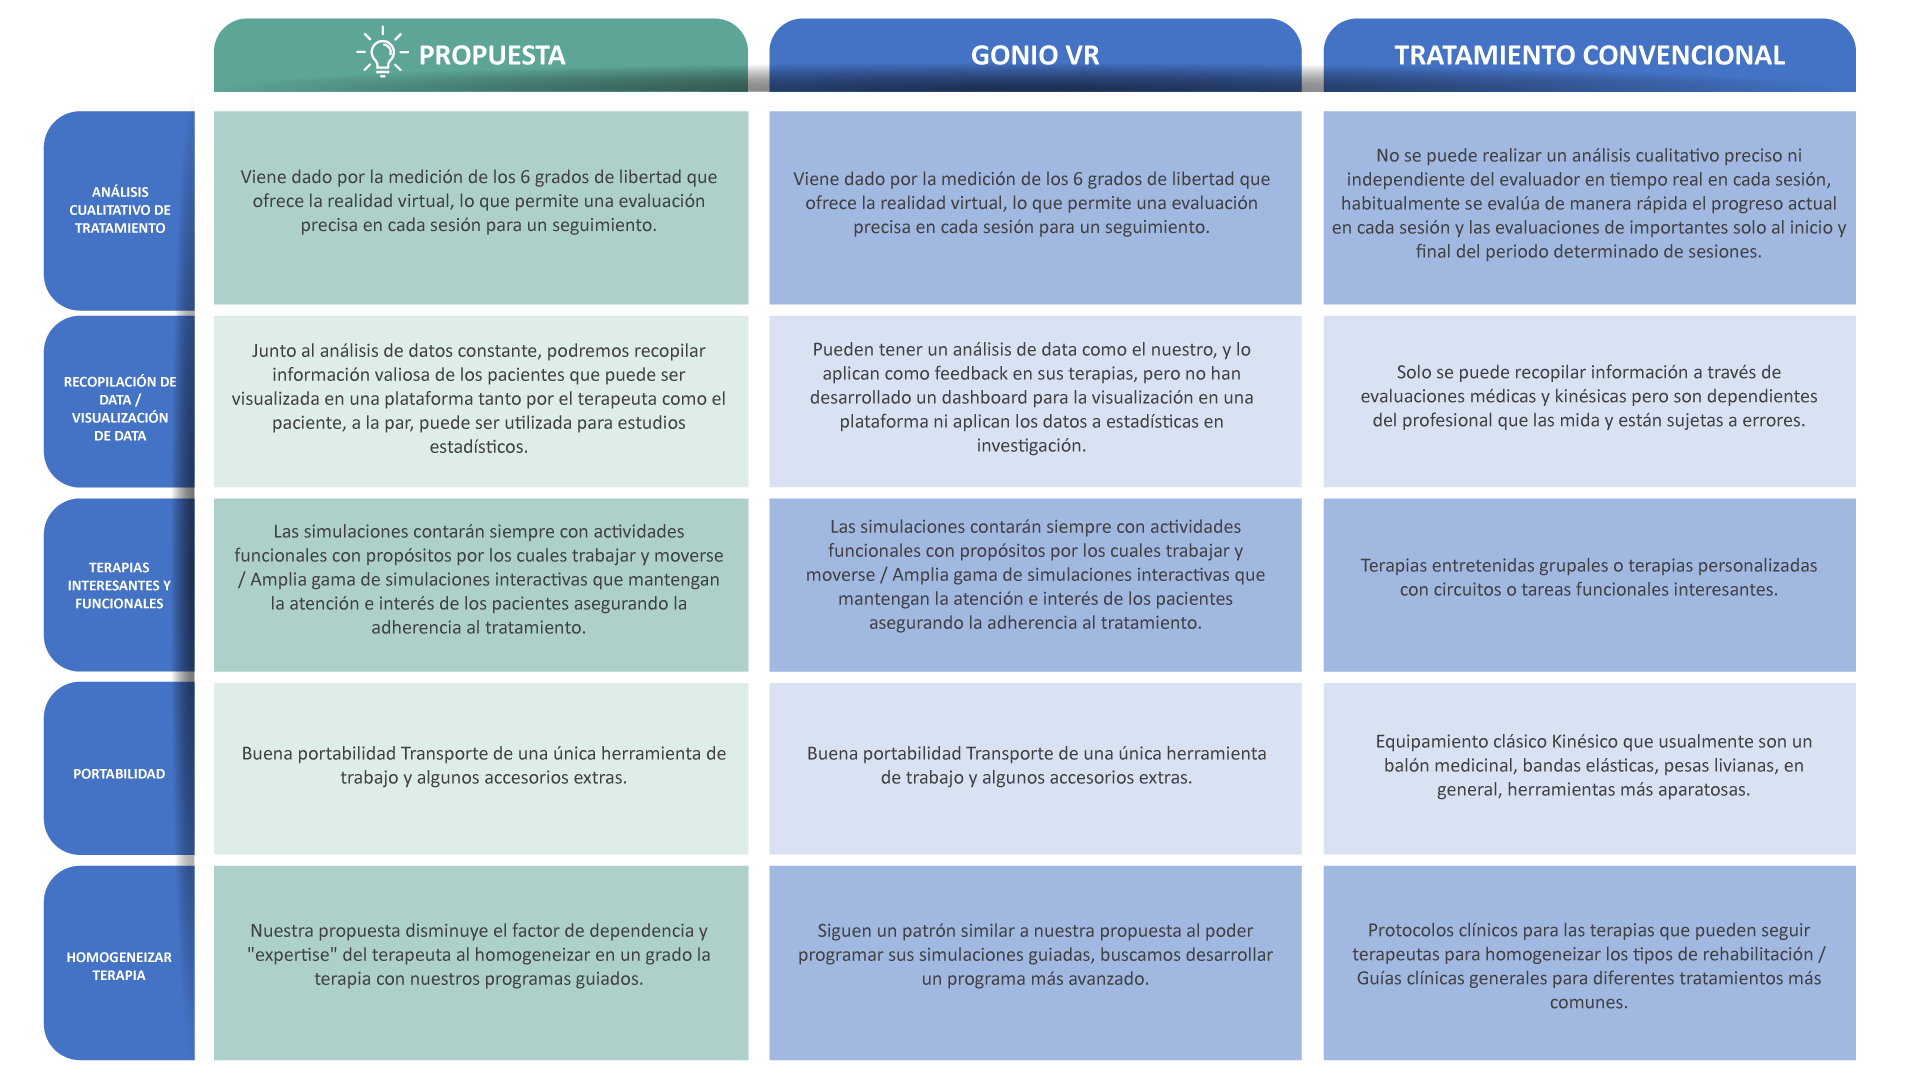 PROPUESTA
GONIO VR
TRATAMIENTO CONVENCIONAL
ANÁLISIS
CUALITATIVO DE
TRATAMIENTO
Viene dado por la medición de los 6 grados de libertad que
ofrece la realidad virtual, lo que permite una evaluación
precisa en cada sesión para un seguimiento.
Viene dado por la medición de los 6 grados de libertad que
ofrece la realidad virtual, lo que permite una evaluación
precisa en cada sesión para un seguimiento.
No se puede realizar un análisis cualitativo preciso ni
independiente del evaluador en tiempo real en cada sesión,
habitualmente se evalúa de manera rápida el progreso actual
en cada sesión y las evaluaciones de importantes solo al inicio y
final del periodo determinado de sesiones.
RECOPILACIÓN DE
DATA /
VISUALIZACIÓN
DE DATA
Junto al análisis de datos constante, podremos recopilar
información valiosa de los pacientes que puede ser
visualizada en una plataforma tanto por el terapeuta como el
paciente, a la par, puede ser utilizada para estudios
estadísticos.
Pueden tener un análisis de data como el nuestro, y lo
aplican como feedback en sus terapias, pero no han
desarrollado un dashboard para la visualización en una
plataforma ni aplican los datos a estadísticas en
investigación.
Solo se puede recopilar información a través de
evaluaciones médicas y kinésicas pero son dependientes
del profesional que las mida y están sujetas a errores.
TERAPIAS
INTERESANTES Y
FUNCIONALES
Las simulaciones contarán siempre con actividades
funcionales con propósitos por los cuales trabajar y moverse
/ Amplia gama de simulaciones interactivas que mantengan
la atención e interés de los pacientes asegurando la
adherencia al tratamiento.
Las simulaciones contarán siempre con actividades
funcionales con propósitos por los cuales trabajar y
moverse / Amplia gama de simulaciones interactivas que
mantengan la atención e interés de los pacientes
asegurando la adherencia al tratamiento.
Terapias entretenidas grupales o terapias personalizadas
con circuitos o tareas funcionales interesantes.
PORTABILIDAD
Buena portabilidad Transporte de una única herramienta de
trabajo y algunos accesorios extras.
Buena portabilidad Transporte de una única herramienta
de trabajo y algunos accesorios extras.
Equipamiento clásico Kinésico que usualmente son un
balón medicinal, bandas elásticas, pesas livianas, en
general, herramientas más aparatosas.
HOMOGENEIZAR
TERAPIA
Nuestra propuesta disminuye el factor de dependencia y
"expertise" del terapeuta al homogeneizar en un grado la
terapia con nuestros programas guiados.
Siguen un patrón similar a nuestra propuesta al poder
programar sus simulaciones guiadas, buscamos desarrollar
un programa más avanzado.
Protocolos clínicos para las terapias que pueden seguir
terapeutas para homogeneizar los tipos de rehabilitación /
Guías clínicas generales para diferentes tratamientos más
comunes.